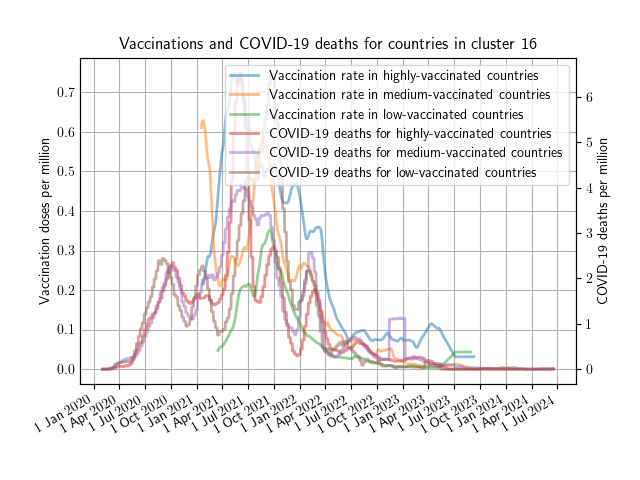 Vaccinations and COVID-19 deaths for countries in cluster 16
Vaccination rate in highly-vaccinated countries
Vaccination rate in medium-vaccinated countries
Vaccination rate in low-vaccinated countries
COVID-19 deaths for highly-vaccinated countries
COVID-19 deaths for medium-vaccinated countries
COVID-19 deaths for low-vaccinated countries
Vaccination doses per million
0.7
0.6
0.5
0.4
0.3
0.2
0.1
0.0
COVID-19 deaths per million
6
5
4
3
2
1
0
1 Jan 2020
1 Apr 2020
1 Jul 2020
1 Oct 2020
1 Jan 2021
1 Apr 2021
1 Jul 2021
1 Oct 2021
1 Jan 2022
1 Apr 2022
1 Jul 2022
1 Oct 2022
1 Jan 2023
1 Apr 2023
1 Jul 2023
1 Oct 2023
1 Jan 2024
1 Apr 2024
1 Jul 2024